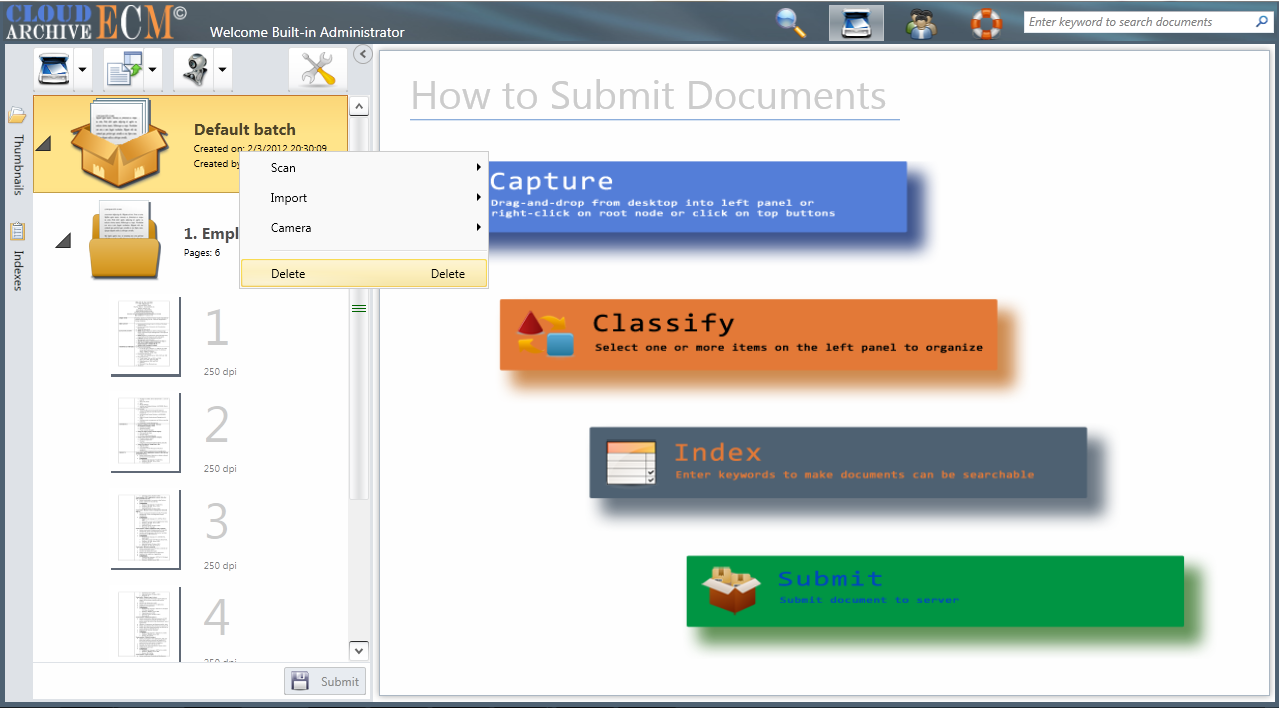 CLOUD
ARCHIVE ECM©
Welcome Built-in Administrator
Enter keyword to search documents
Thumbnails
Indexes
Default batch
Created on: 2/3/2012 20:30:09
Created by
1. Empl
Pages: 6
Scan
Import
Camera
Delete Delete
1
250 dpi
2
250 dpi
3
250 dpi
4
250 dpi
Submit
How to Submit Documents
Capture
Drag-and-drop from desktop into left panel or
right-click on root node or click on top buttons
Classify
Select one or more items on the left panel to organize
Index
Enter keywords to make documents can be searchable
Submit
Submit document to server